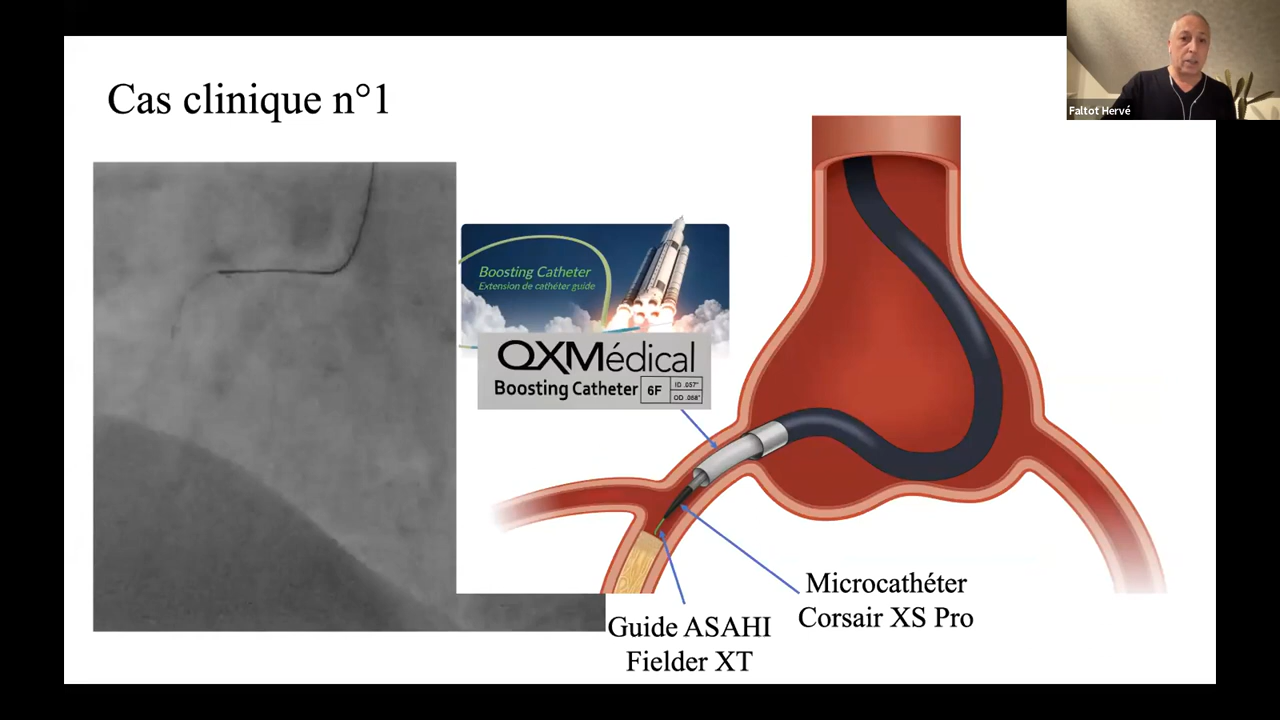 Cas clinique n°1
Faltot Hervé
Boosting Catheter
Extension de cathéter guide
QXMédical
Boosting Catheter 6F
ID .057"
OD .068"
Microcathéter
Corsair XS Pro
Guide ASAHI
Fielder XT